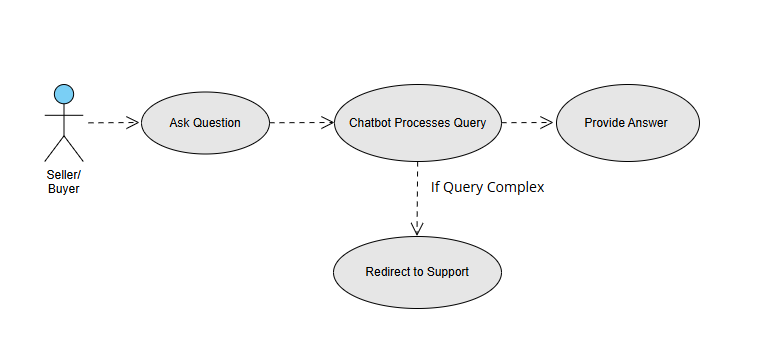 Ask Question
Chatbot Processes Query
Provide Answer
Seller/
Buyer
If Query Complex
Redirect to Support